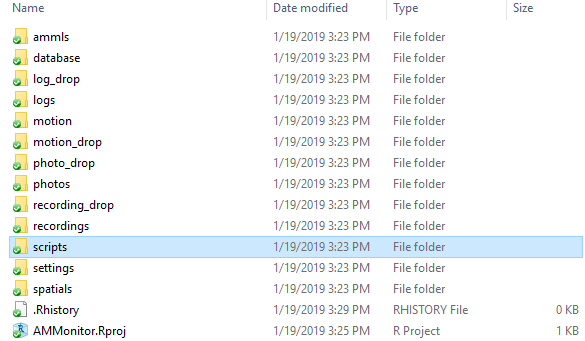 Name Date modified Type Size
ammls 1/19/2019 3:23 PM File folder
database 1/19/2019 3:23 PM File folder
log_drop 1/19/2019 3:23 PM File folder
logs 1/19/2019 3:23 PM File folder
motion 1/19/2019 3:23 PM File folder
motion_drop 1/19/2019 3:23 PM File folder
photo_drop 1/19/2019 3:23 PM File folder
photos 1/19/2019 3:23 PM File folder
recording_drop 1/19/2019 3:23 PM File folder
recordings 1/19/2019 3:23 PM File folder
scripts 1/19/2019 3:23 PM File folder
settings 1/19/2019 3:23 PM File folder
spatials 1/19/2019 3:23 PM File folder
.Rhistory 1/19/2019 3:29 PM RHISTORY File 0 KB
AMMonitor.Rproj 1/19/2019 3:25 PM R Project 1 KB